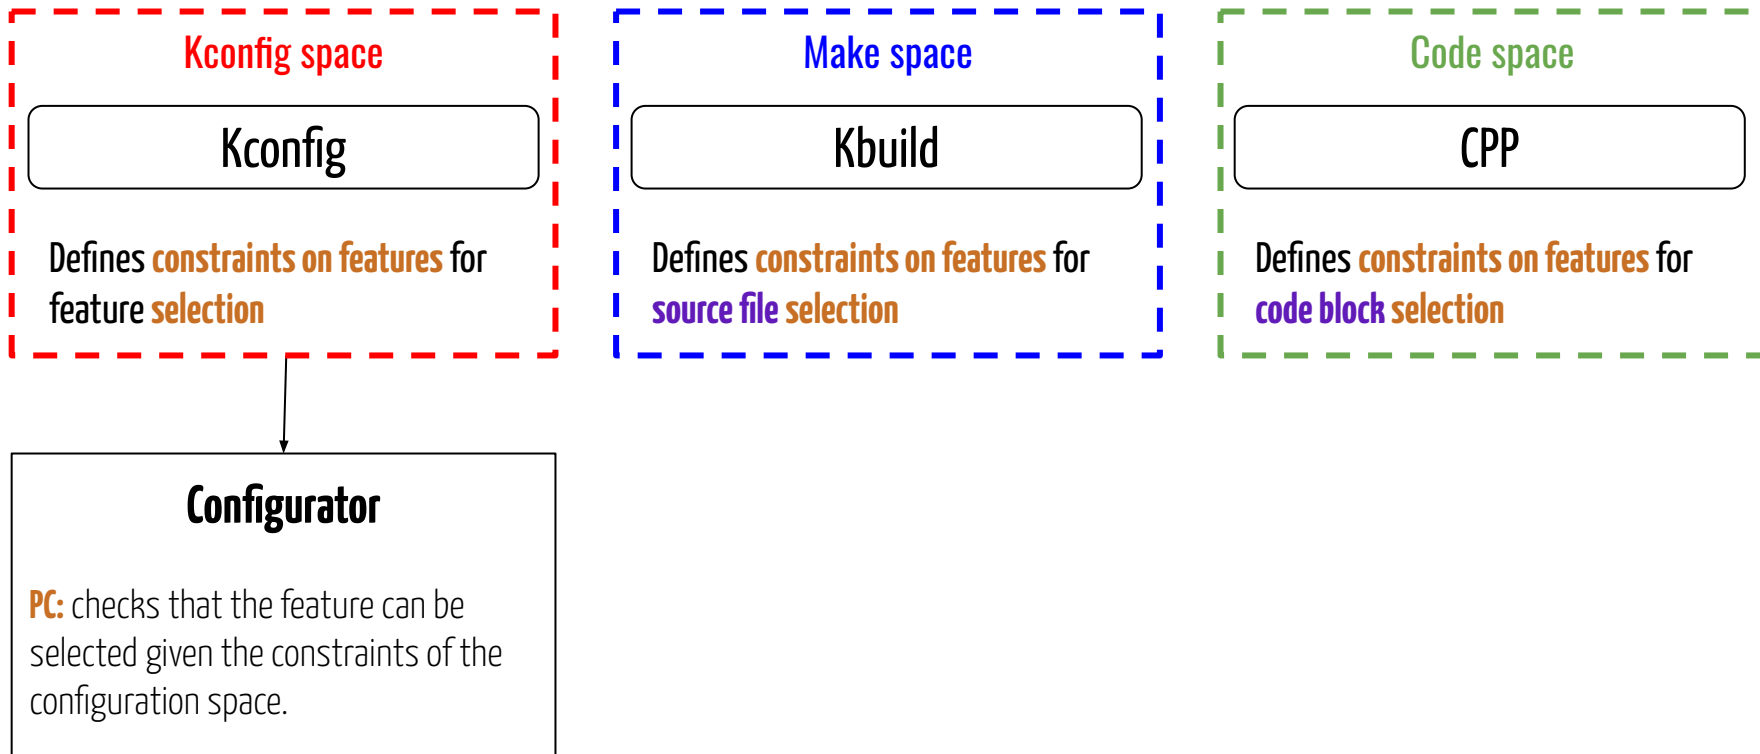 Kconfig space
Kconfig
Defines constraints on features for
feature selection
Make space
Kbuild
Defines constraints on features for
source file selection
Code space
CPP
Defines constraints on features for
code block selection
Configurator
PC: checks that the feature can be
selected given the constraints of the
configuration space.